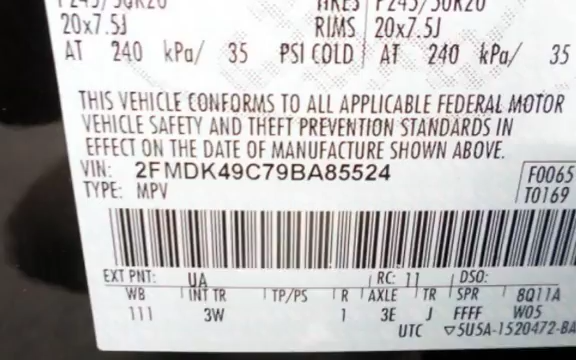 TIRES P245/50R20
20x7.5J RIMS 20x7.5J
AT 240 kPa/ 35 PSI COLD AT 240 kPa/ 35
THIS VEHICLE CONFORMS TO ALL APPLICABLE FEDERAL MOTOR
VEHICLE SAFETY AND THEFT PREVENTION STANDARDS IN
EFFECT ON THE DATE OF MANUFACTURE SHOWN ABOVE.
VIN: 2FMDK49C79BA85524 F0065
TYPE: MPV T0169
EXT PNT: UA RC: 11 DSO:
WB INT TR TP/PS R AXLE TR SPR 8Q11A
111 3W 1 3E J FFFF W05
UTC ▽5U5A-1520472-BA